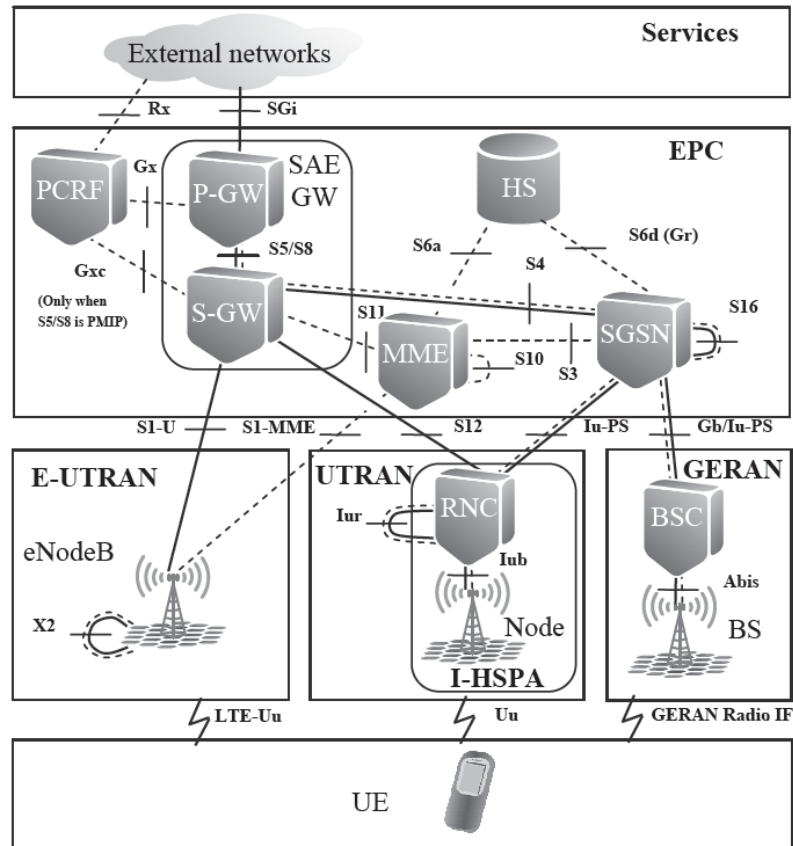 Services
External networks
Rx
SGi
EPC
PCRF
Gx
P-GW
SAE
GW
HS
S6a
S6d (Gr)
Gxc
S5/S8
S4
(Only when
S5/S8 is PMIP)
S-GW
S11
MME
S10
S3
SGSN
S16
S1-U
S1-MME
S12
Iu-PS
Gb/Iu-PS
E-UTRAN
UTRAN
GERAN
RNC
BSC
Iur
eNodeB
Iub
Abis
X2
Node
BS
I-HSPA
LTE-Uu
Uu
GERAN Radio IF
UE